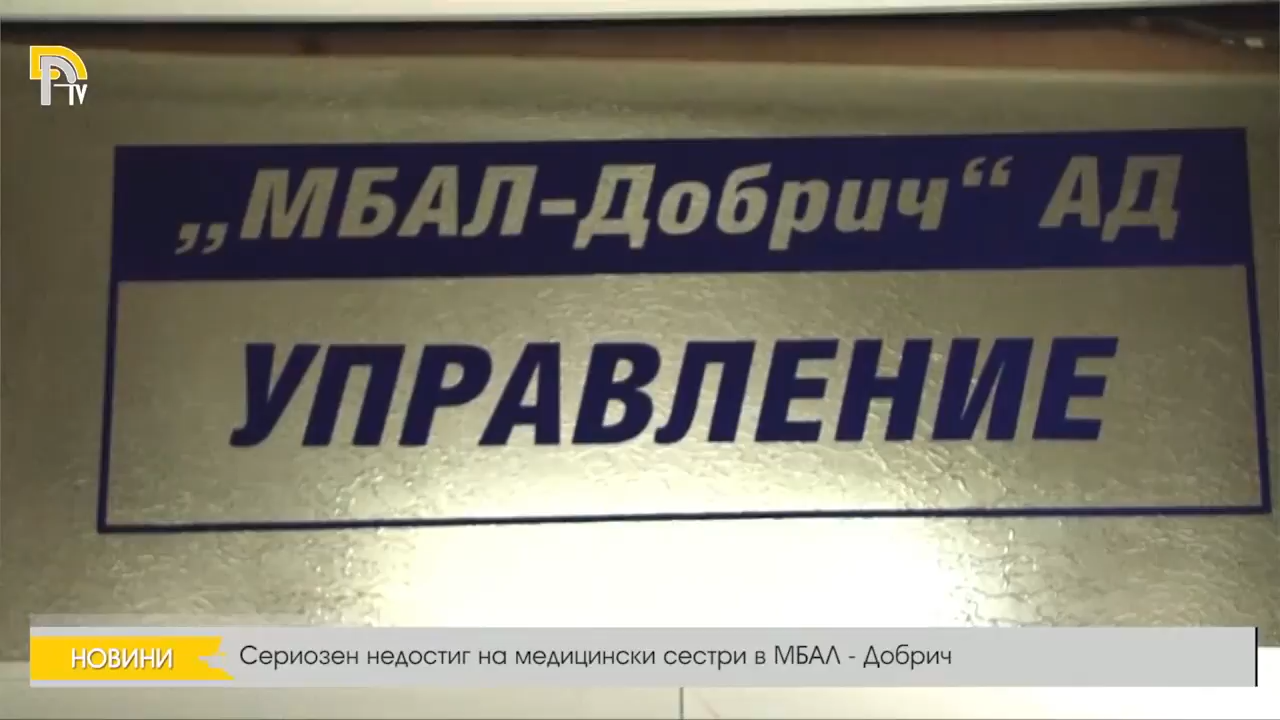 TV
„МБАЛ-Добрич“ АД
УПРАВЛЕНИЕ
НОВИНИ
Сериозен недостиг на медицински сестри в МБАЛ - Добрич